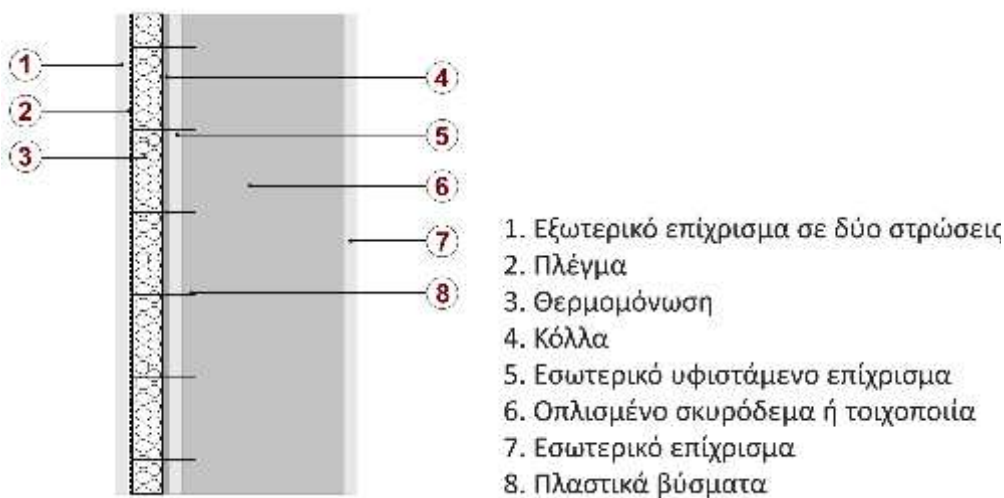 1
2
3
4
5
6
7
8
1. Εξωτερικό επίχρισμα σε δύο στρώσεις
2. Πλέγμα
3. Θερμομόνωση
4. Κόλλα
5. Εσωτερικό υφιστάμενο επίχρισμα
6. Οπλισμένο σκυρόδεμα ή τοιχοποιία
7. Εσωτερικό επίχρισμα
8. Πλαστικά βύσματα